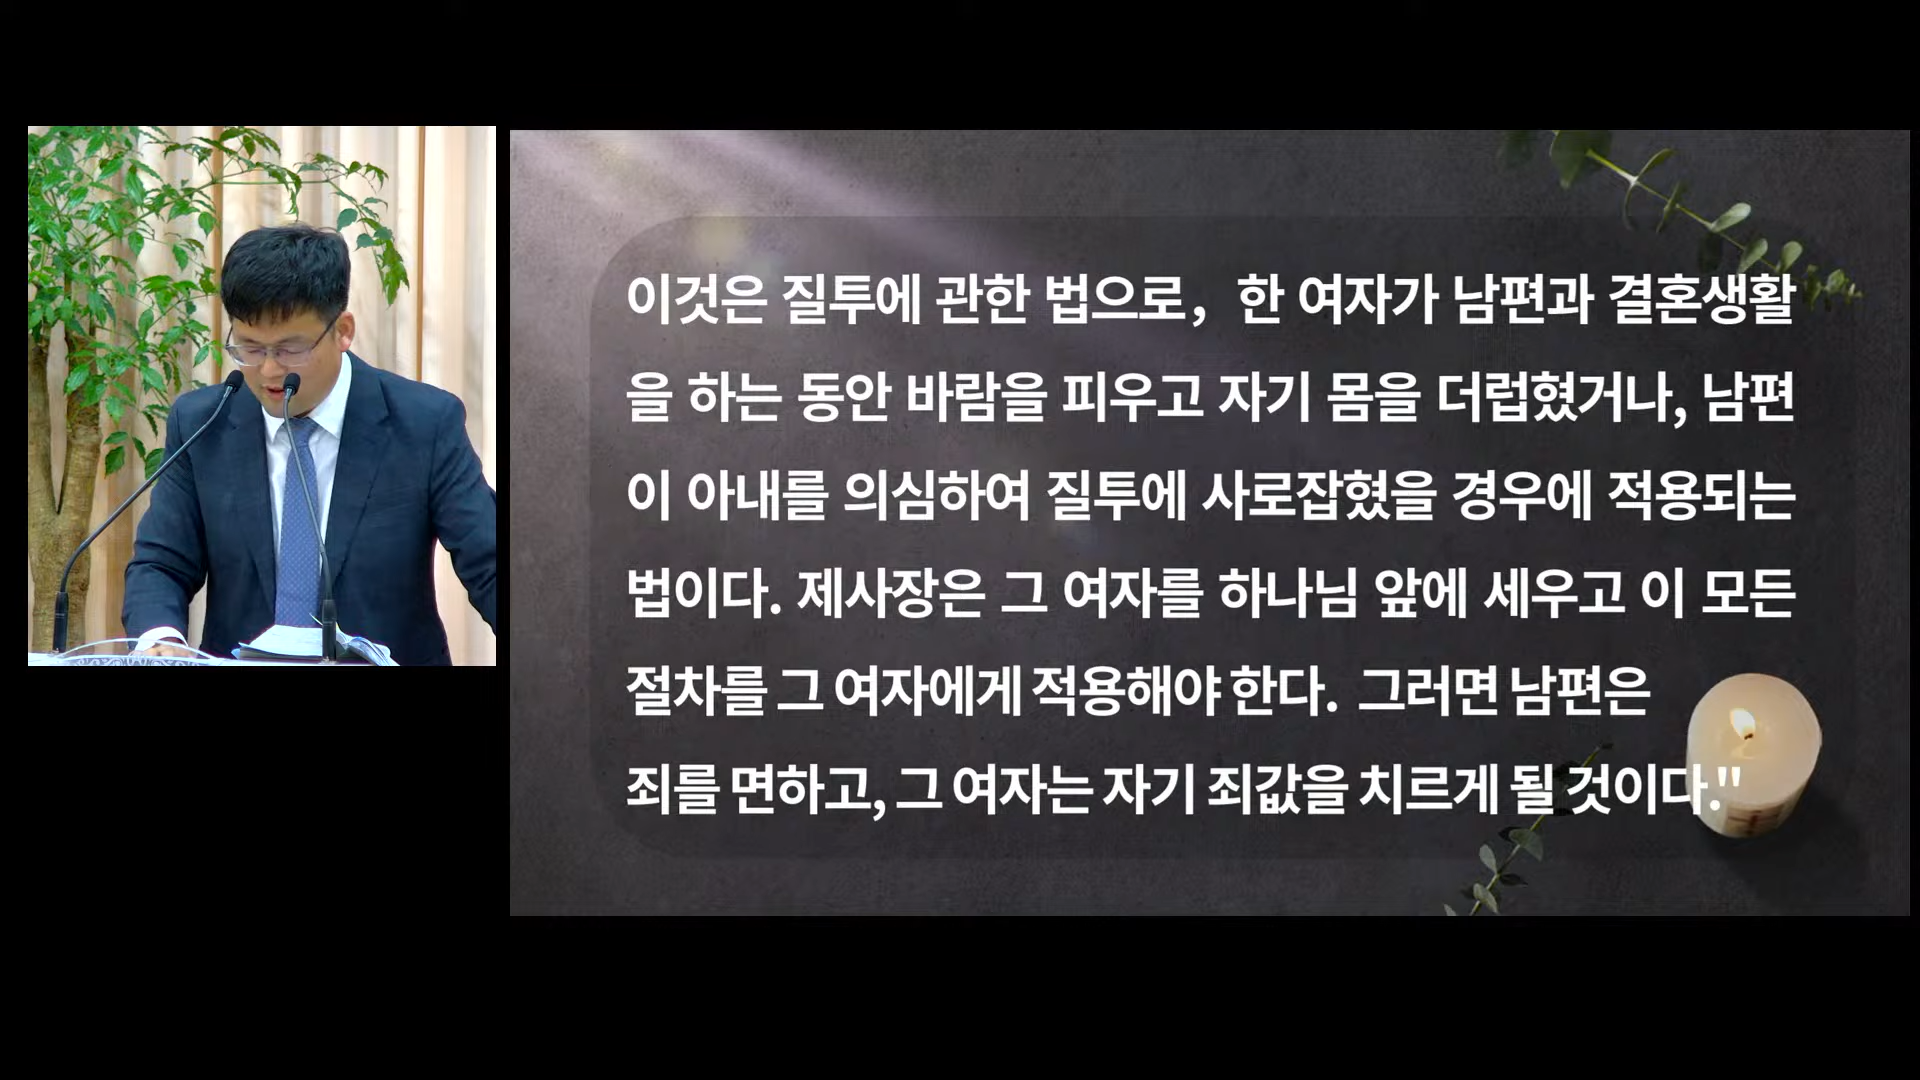 이것은 질투에 관한 법으로, 한 여자가 남편과 결혼생활
을 하는 동안 바람을 피우고 자기 몸을 더럽혔거나, 남편
이 아내를 의심하여 질투에 사로잡혔을 경우에 적용되는
법이다. 제사장은 그 여자를 하나님 앞에 세우고 이 모든
절차를 그 여자에게 적용해야 한다. 그러면 남편은
죄를 면하고, 그 여자는 자기 죄값을 치르게 될 것이다."